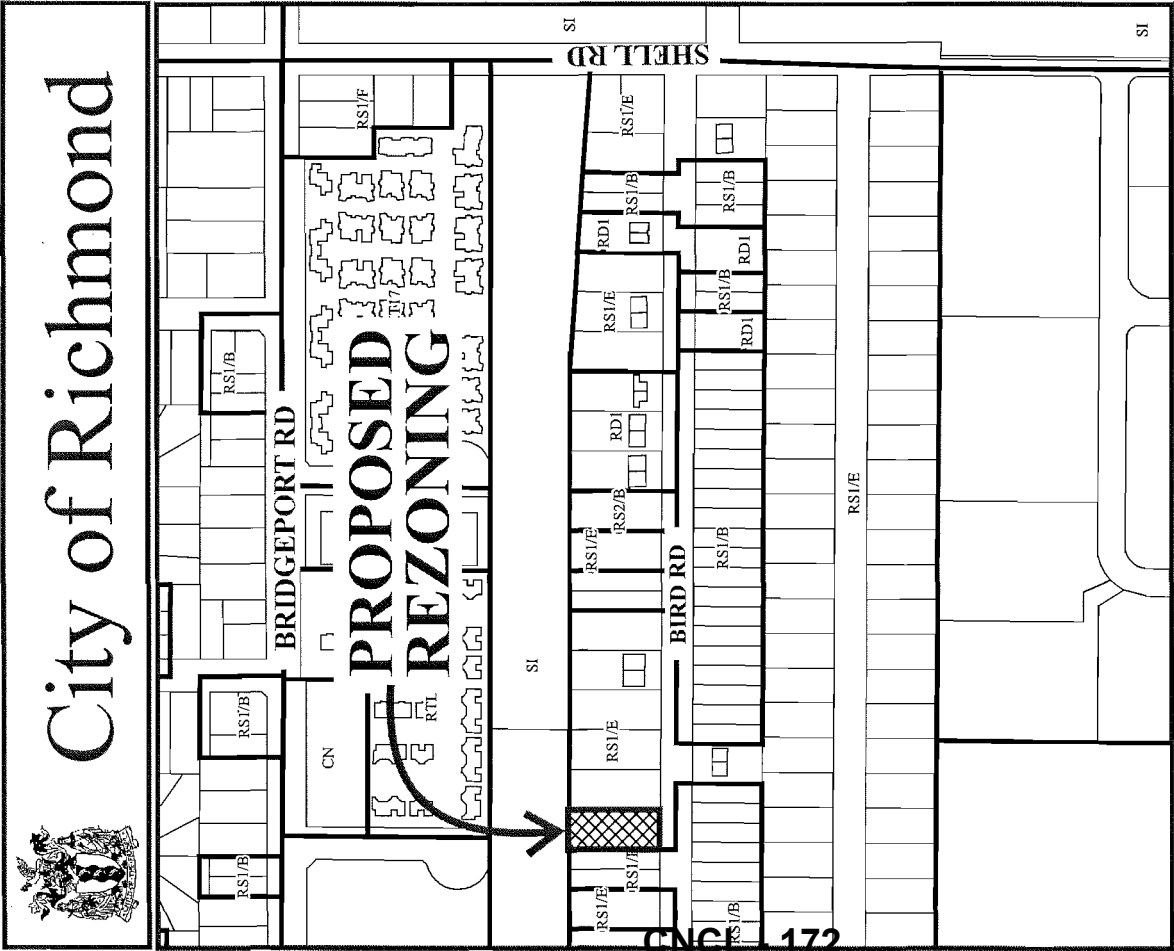 City of Richmond
SI
SI
SHELL RD
RS1/F
RS1/E
RS1/B
RS1/B
RD1
RD1
RS1/B
RS1/E
RD1
RS1/B
PROPOSED
REZONING
BRIDGEPORT RD
RD1
RS2/B
RS1/E
BIRD RD
RS1/B
RS1/E
SI
RS1/B
CN
RTL
RS1/E
RS1/B
RS1/E
RS1/B
CNCL - 172